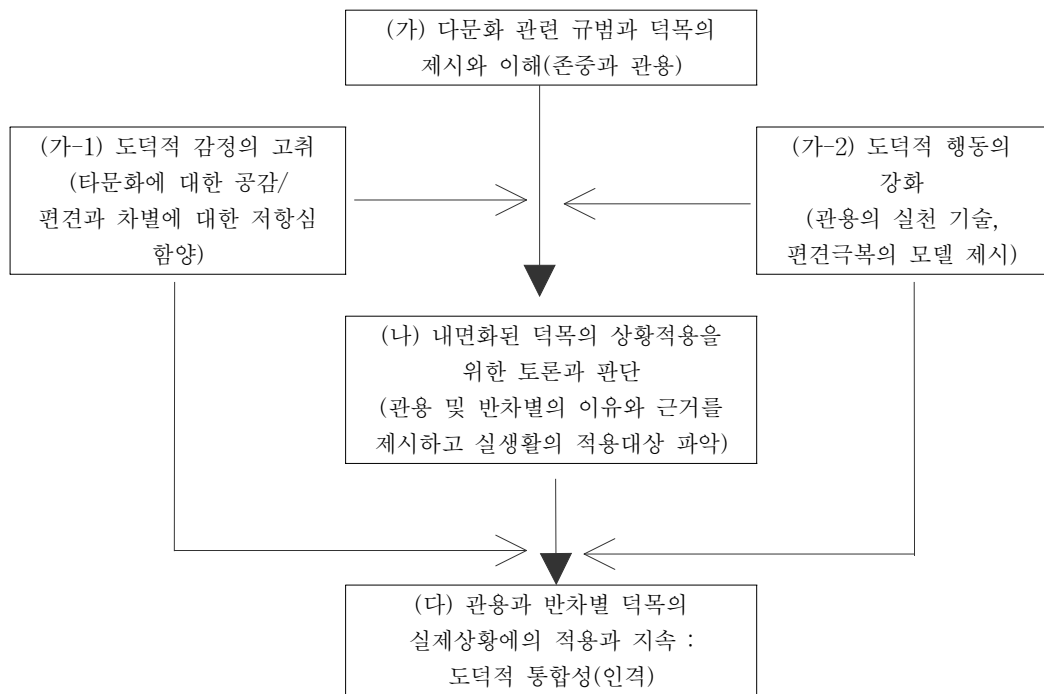 (가) 다문화 관련 규범과 덕목의
제시와 이해(존중과 관용)
(가-1) 도덕적 감정의 고취
(타문화에 대한 공감/
편견과 차별에 대한 저항심
함양)
(가-2) 도덕적 행동의
강화
(관용의 실천 기술,
편견극복의 모델 제시)
(나) 내면화된 덕목의 상황적용을
위한 토론과 판단
(관용 및 반차별의 이유와 근거를
제시하고 실생활의 적용대상 파악)
(다) 관용과 반차별 덕목의
실제상황에의 적용과 지속 :
도덕적 통합성(인격)